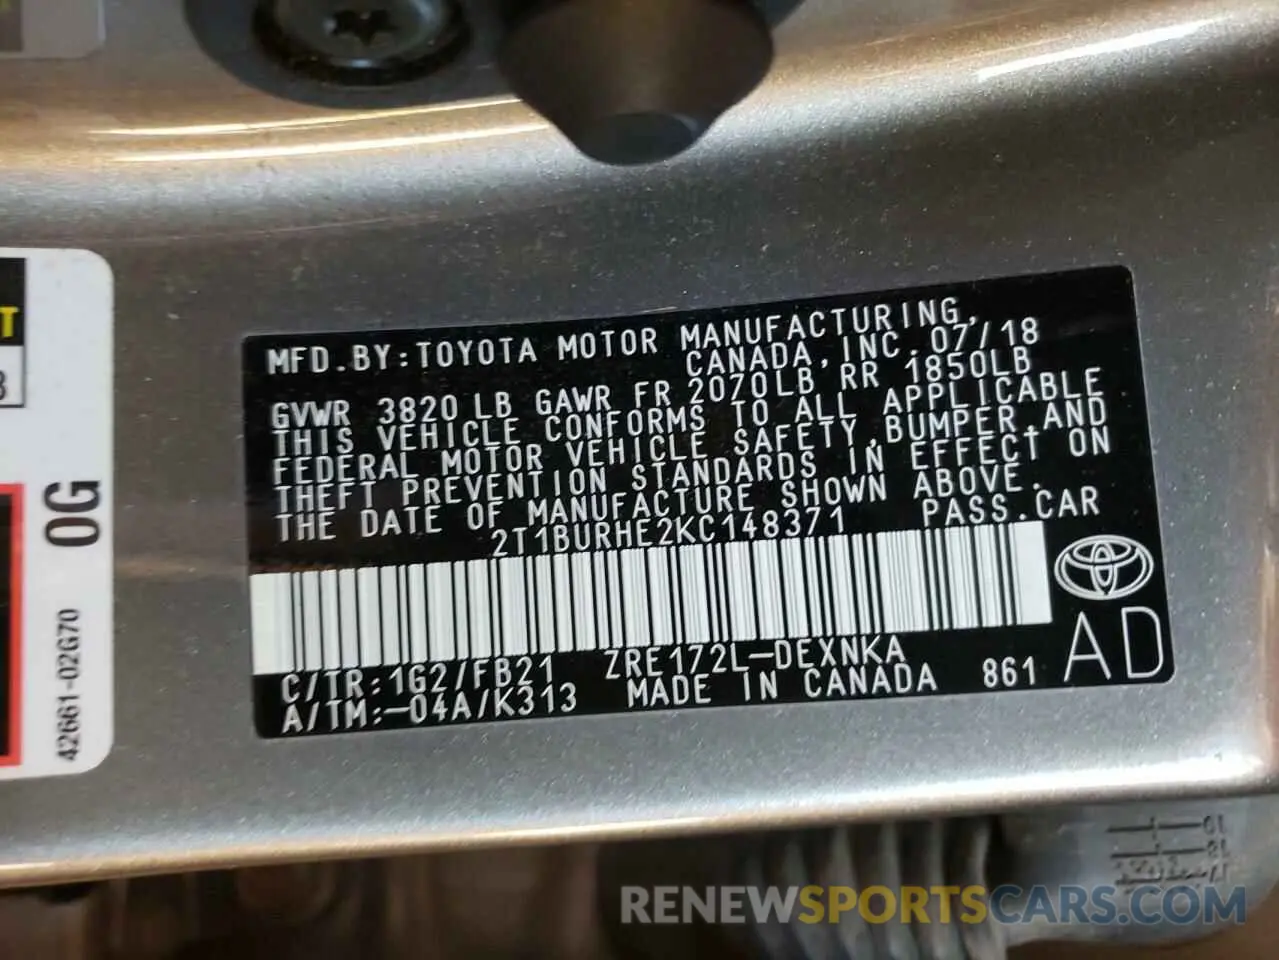 MFD.BY:TOYOTA MOTOR MANUFACTURING,
CANADA,INC. 07/18
GVWR 3820LB GAWR FR 2070LB RR 1850LB
THIS VEHICLE CONFORMS TO ALL APPLICABLE
FEDERAL MOTOR VEHICLE SAFETY,BUMPER,AND
THEFT PREVENTION STANDARDS IN EFFECT ON
THE DATE OF MANUFACTURE SHOWN ABOVE.
2T1BURHE2KC148371 PASS.CAR
C/TR:1G2/FB21 ZRE172L-DEXNKA
A/TM:-04A/K313 MADE IN CANADA 861
AD
T
0G
42661-02G70
RENEWSPORTSCARS.COM